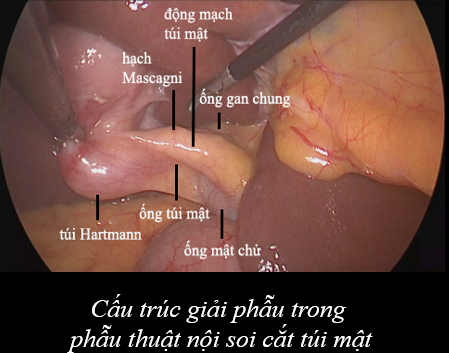 động mạch
túi mật
hạch
Mascagni
ống gan chung
ống túi mật
túi Hartmann
ống mật chử
Cấu trúc giải phẫu trong
phẫu thuật nội soi cắt túi mật